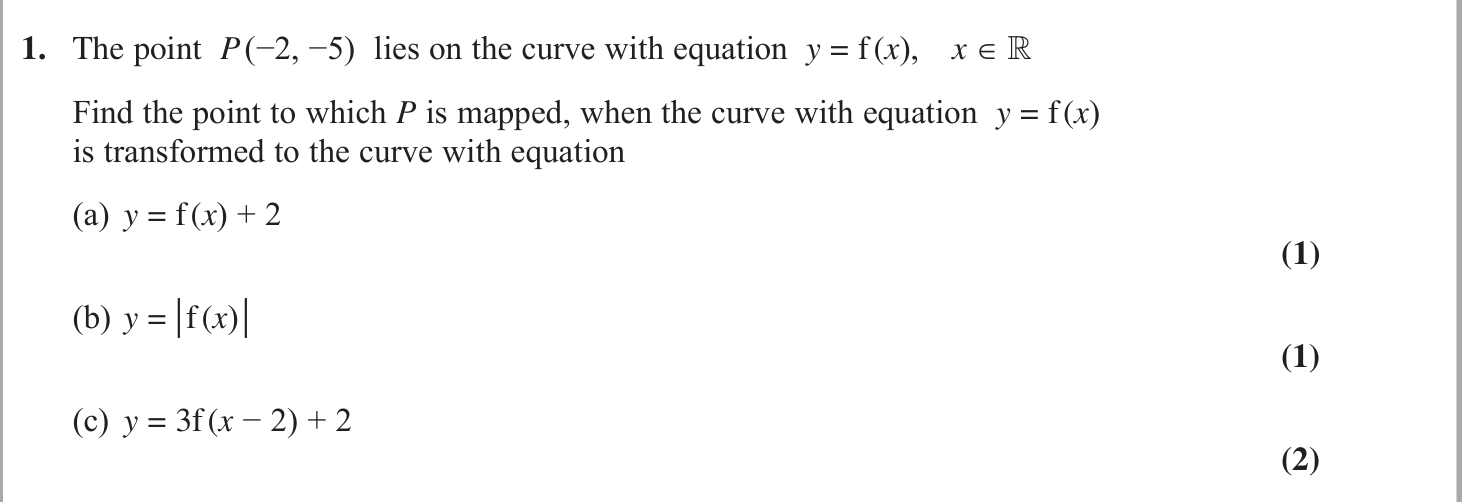 1. The point P(−2, −5) lies on the curve with equation y = f(x), x ∈ ℝ
Find the point to which P is mapped, when the curve with equation y = f(x)
is transformed to the curve with equation
(a) y = f(x) + 2
(1)
(b) y = |f(x)|
(1)
(c) y = 3f(x − 2) + 2
(2)